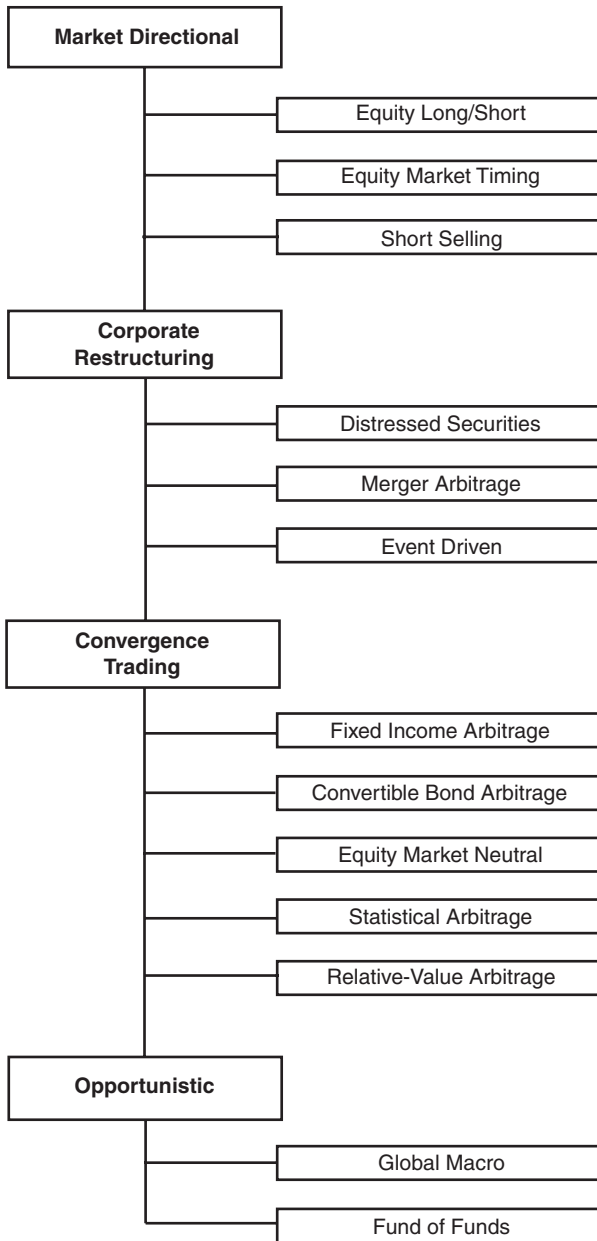 Market Directional
Equity Long/Short
Equity Market Timing
Short Selling
Corporate
Restructuring
Distressed Securities
Merger Arbitrage
Event Driven
Convergence
Trading
Fixed Income Arbitrage
Convertible Bond Arbitrage
Equity Market Neutral
Statistical Arbitrage
Relative-Value Arbitrage
Opportunistic
Global Macro
Fund of Funds